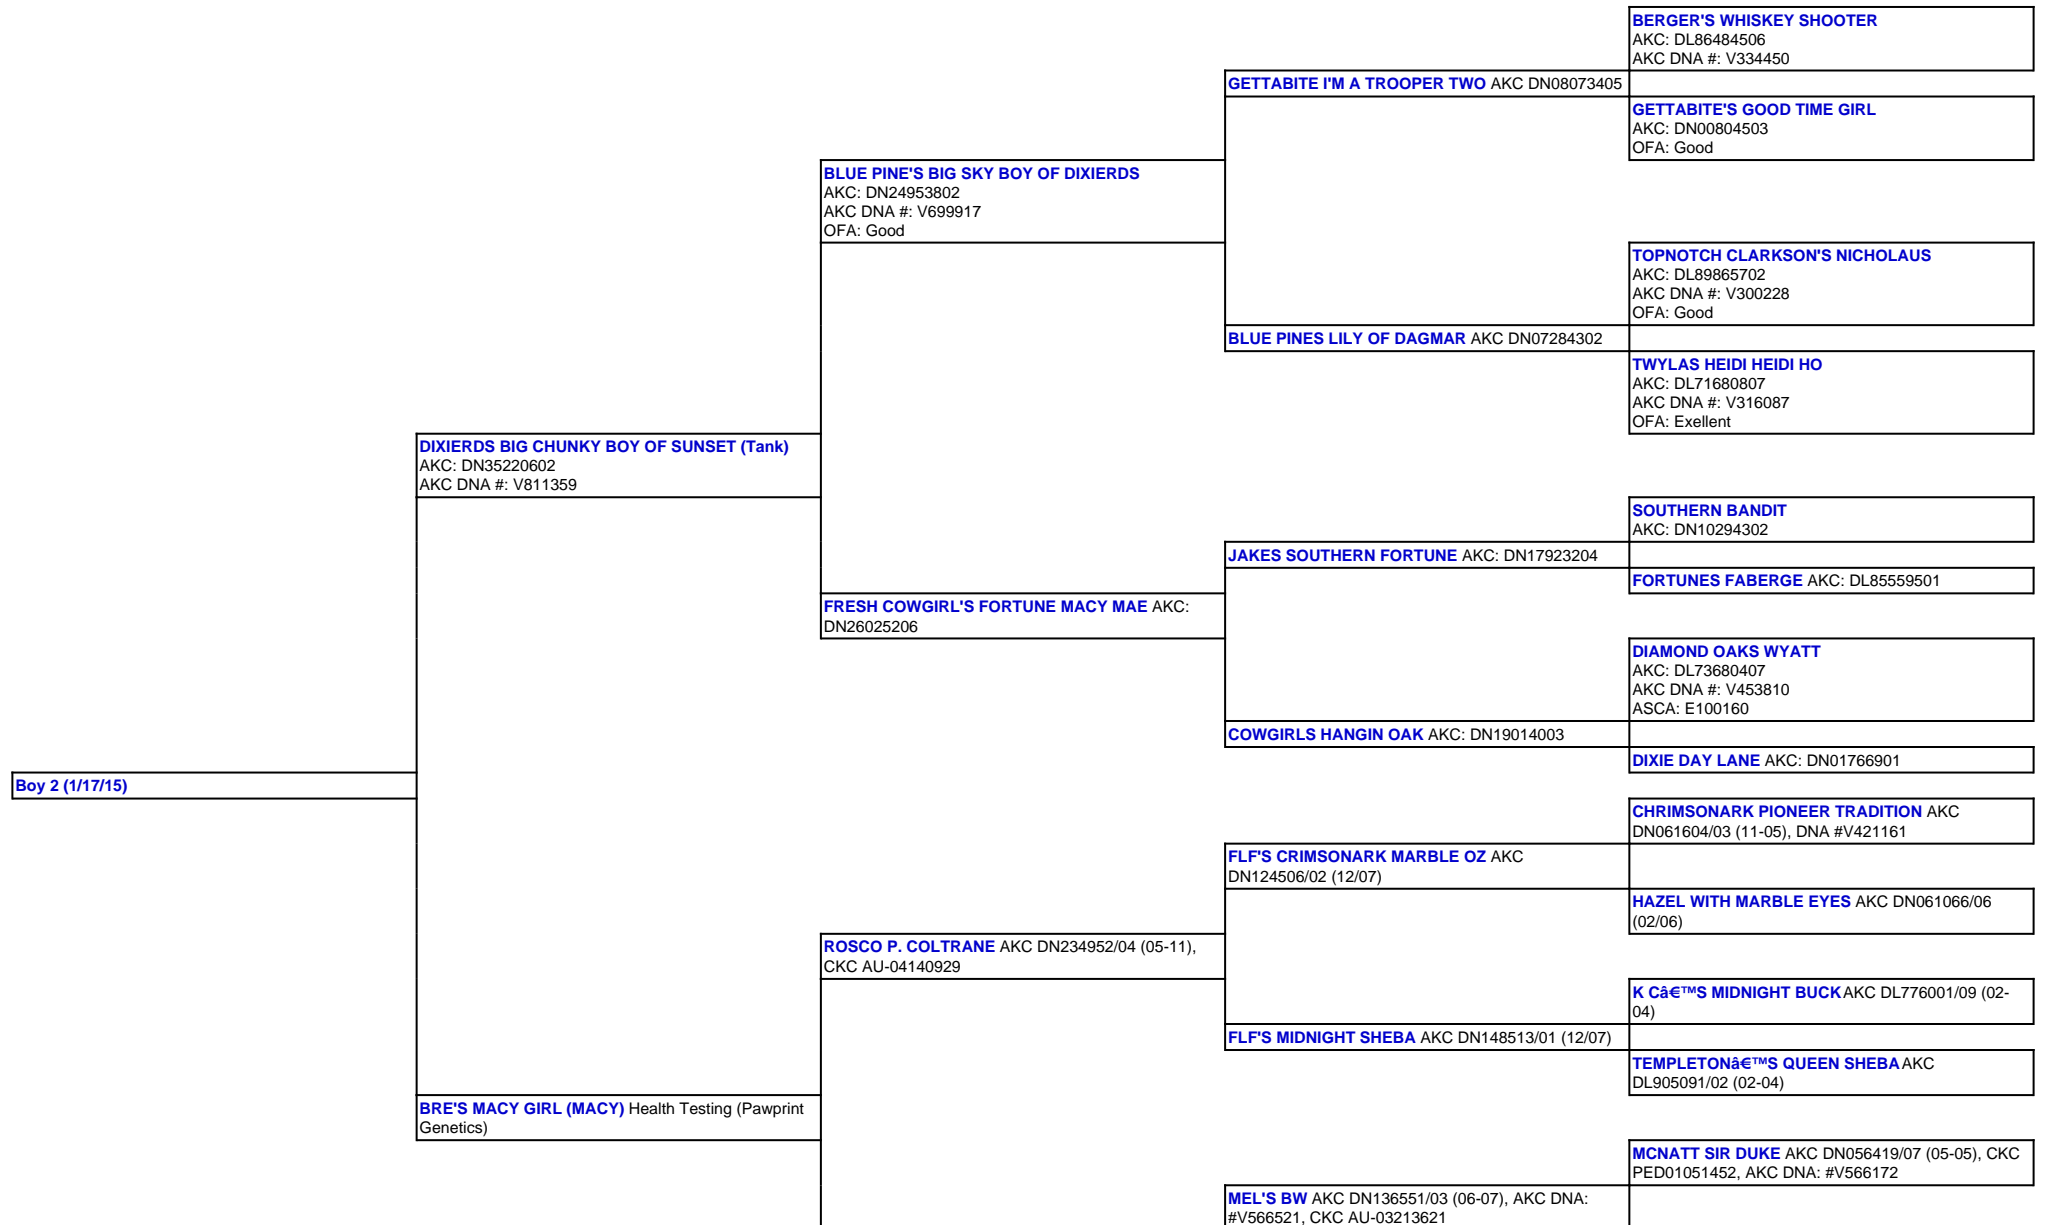 BERGER'S WHISKEY SHOOTER
AKC: DL86484506
AKC DNA #: V334450
GETTABITE I'M A TROOPER TWO AKC DN08073405
GETTABITE'S GOOD TIME GIRL
AKC: DN00804503
OFA: Good
BLUE PINE'S BIG SKY BOY OF DIXIERDS
AKC: DN24953802
AKC DNA #: V699917
OFA: Good
TOPNOTCH CLARKSON'S NICHOLAUS
AKC: DL89865702
AKC DNA #: V300228
OFA: Good
BLUE PINES LILY OF DAGMAR AKC DN07284302
TWYLAS HEIDI HEIDI HO
AKC: DL71680807
AKC DNA #: V316087
OFA: Exellent
DIXIERDS BIG CHUNKY BOY OF SUNSET (Tank)
AKC: DN35220602
AKC DNA #: V811359
SOUTHERN BANDIT
AKC: DN10294302
JAKES SOUTHERN FORTUNE AKC: DN17923204
FORTUNES FABERGE AKC: DL85559501
FRESH COWGIRL'S FORTUNE MACY MAE AKC:
DN26025206
DIAMOND OAKS WYATT
AKC: DL73680407
AKC DNA #: V453810
ASCA: E100160
COWGIRLS HANGIN OAK AKC: DN19014003
DIXIE DAY LANE AKC: DN01766901
Boy 2 (1/17/15)
CHRIMSONARK PIONEER TRADITION AKC
DN061604/03 (11-05), DNA #V421161
FLF'S CRIMSONARK MARBLE OZ AKC
DN124506/02 (12/07)
HAZEL WITH MARBLE EYES AKC DN061066/06
(02/06)
ROSCO P. COLTRANE AKC DN234952/04 (05-11),
CKC AU-04140929
K Câ€™S MIDNIGHT BUCKAKC DL776001/09 (02-
04)
FLF'S MIDNIGHT SHEBA AKC DN148513/01 (12/07)
TEMPLETONâ€™S QUEEN SHEBAAKC
DL905091/02 (02-04)
BRE'S MACY GIRL (MACY) Health Testing (Pawprint
Genetics)
MCNATT SIR DUKE AKC DN056419/07 (05-05), CKC
PED01051452, AKC DNA: #V566172
MEL'S BW AKC DN136551/03 (06-07), AKC DNA:
#V566521, CKC AU-03213621